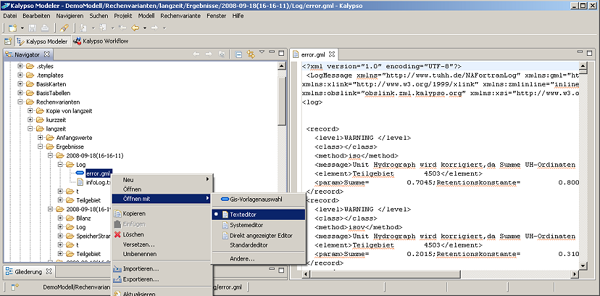 Kalypso Modeler - DemoModell/Rechenvarianten/langzeit/Ergebnisse/2008-09-18(16-16-11)/Log/error.gml - Kalypso
Datei Bearbeiten Navigieren Suchen Projekt Modell Rechenvariante Fenster Hilfe
Kalypso Modeler Kalypso Workflow
Navigator
.styles
.templates
BasisKarten
BasisTabellen
Rechenvarianten
Kopie von langzeit
kurzzeit
langzeit
Anfangswerte
Ergebnisse
2008-09-18(16-16-11)
Log
error.gml
infoLog.t
t
Teilgebiet
2008-09-18(16-1
Bilanz
Log
SpeicherStran
t
Teilgebiet
Gliederung
Neu
Öffnen
Öffnen mit
Kopieren
Einfügen
Löschen
Versetzen...
Umbenennen
Importieren...
Exportieren...
Aktualisieren
Gis-Vorlagenauswahl
Texteditor
Systemeditor
Direkt angezeigter Editor
Standardeditor
Andere...
error.gml
<?xml version="1.0" encoding="UTF-8"?>
<LogMessage xmlns="http://www.tuhh.de/NAFortranLog" xmlns:gml="ht
xmlns:xlink="http://www.w3.org/1999/xlink" xmlns:zmlinline="inline
xmlns:obslink="obslink.zml.kalypso.org" xmlns:xsi="http://www.w3.o
<log>
<record>
<level>WARNING </level>
<class></class>
<method>iso</method>
<message>Unit Hydrograph wird korrigiert,da Summe UH-Ordinaten
<element>Teilgebiet 4503</element>
<param>Summe= 0.7045;Retentionskonstante= 0.800
</record>
<record>
<level>WARNING </level>
<class></class>
<method>isov</method>
<message>Unit Hydrograph wird korrigiert,da Summe UH-Ordinaten
<element>Teilgebiet 4503</element>
<param>Summe= 0.2015;Retentionskonstante= 0.310
</record>
DemoModell/Rechenvarianten/langzeit/Ergebnisse/2008-09-18(16-16-11)/Log/error.gml